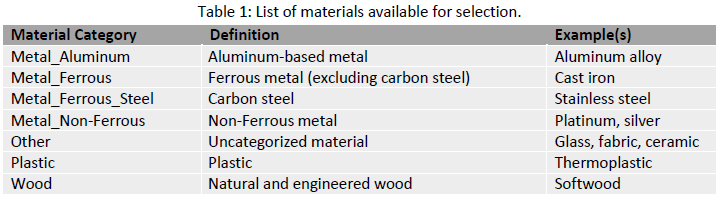 Table 1: List of materials available for selection.
Material Category Definition Example(s)
Metal_Aluminum Aluminum-based metal Aluminum alloy
Metal_Ferrous Ferrous metal (excluding carbon steel) Cast iron
Metal_Ferrous_Steel Carbon steel Stainless steel
Metal_Non-Ferrous Non-Ferrous metal Platinum, silver
Other Uncategorized material Glass, fabric, ceramic
Plastic Plastic Thermoplastic
Wood Natural and engineered wood Softwood